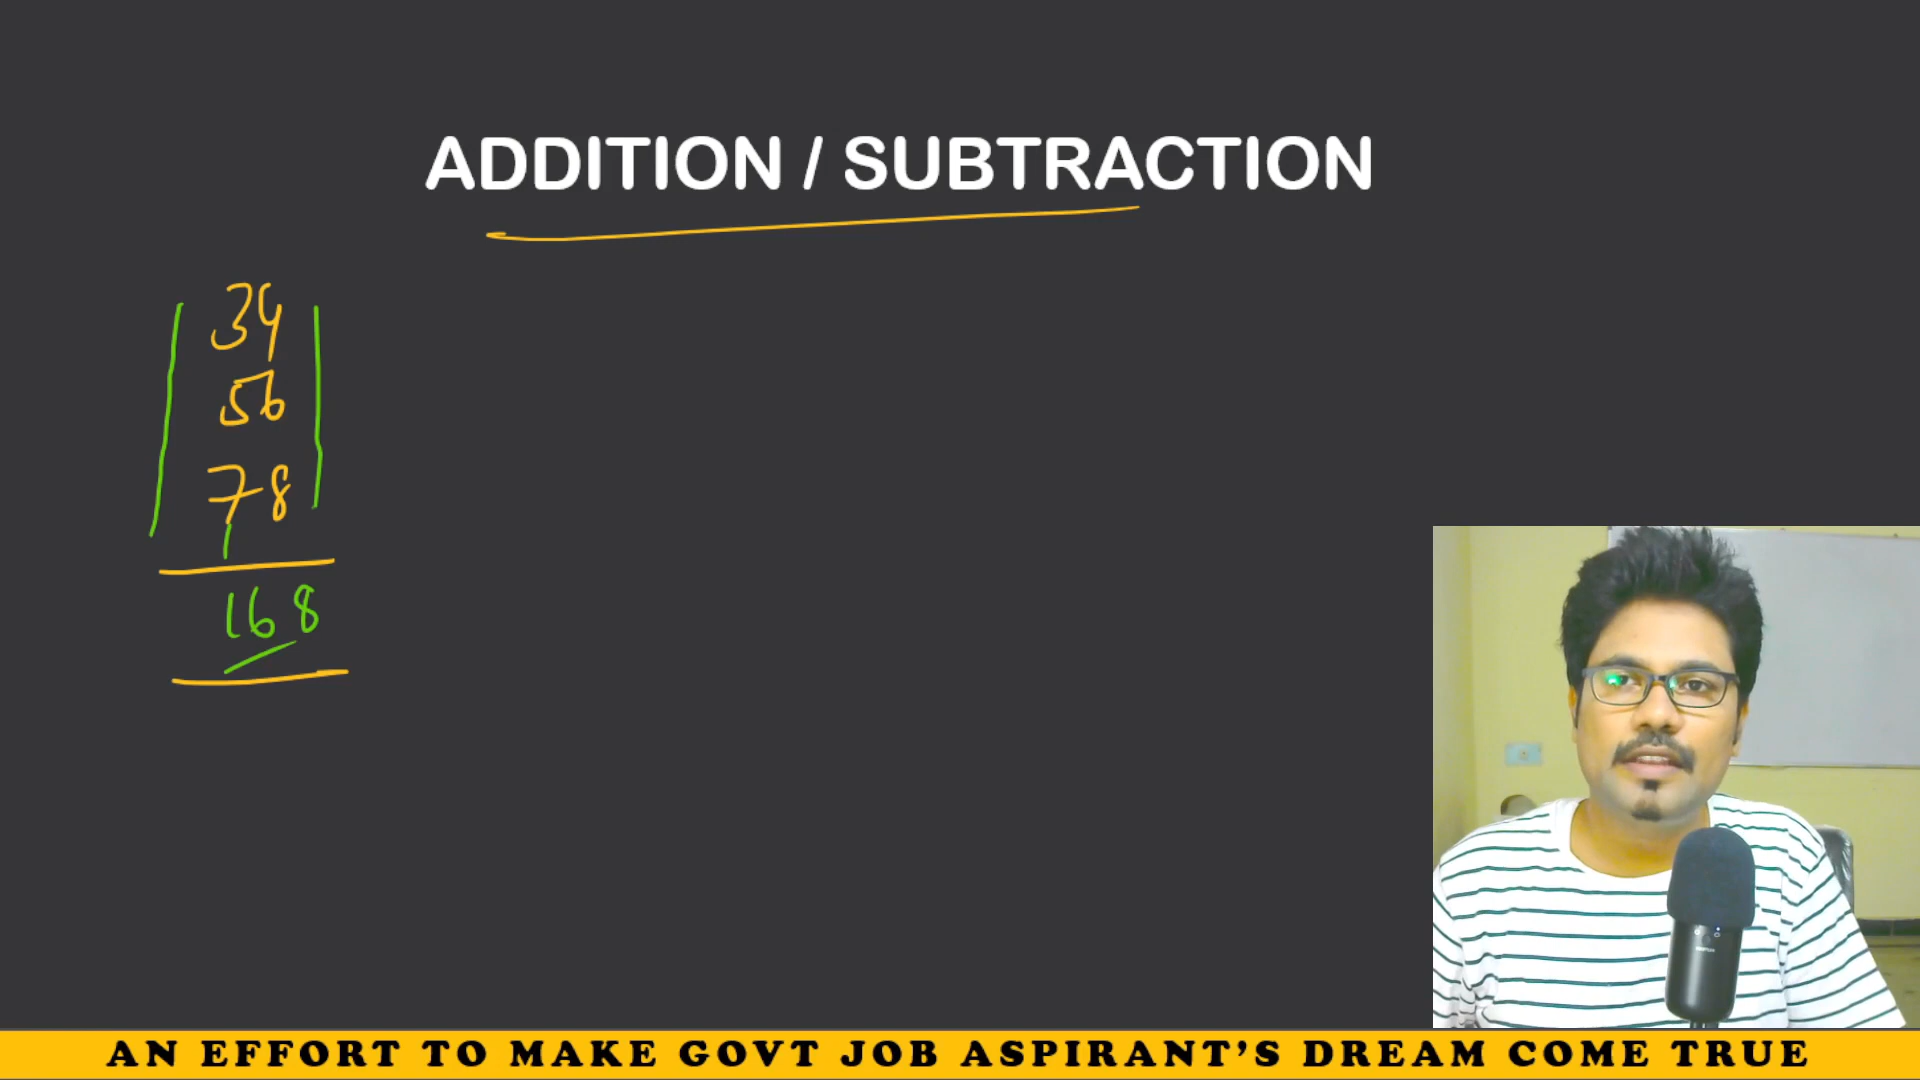 ADDITION / SUBTRACTION
34
56
78
168
AN EFFORT TO MAKE GOVT JOB ASPIRANT'S DREAM COME TRUE